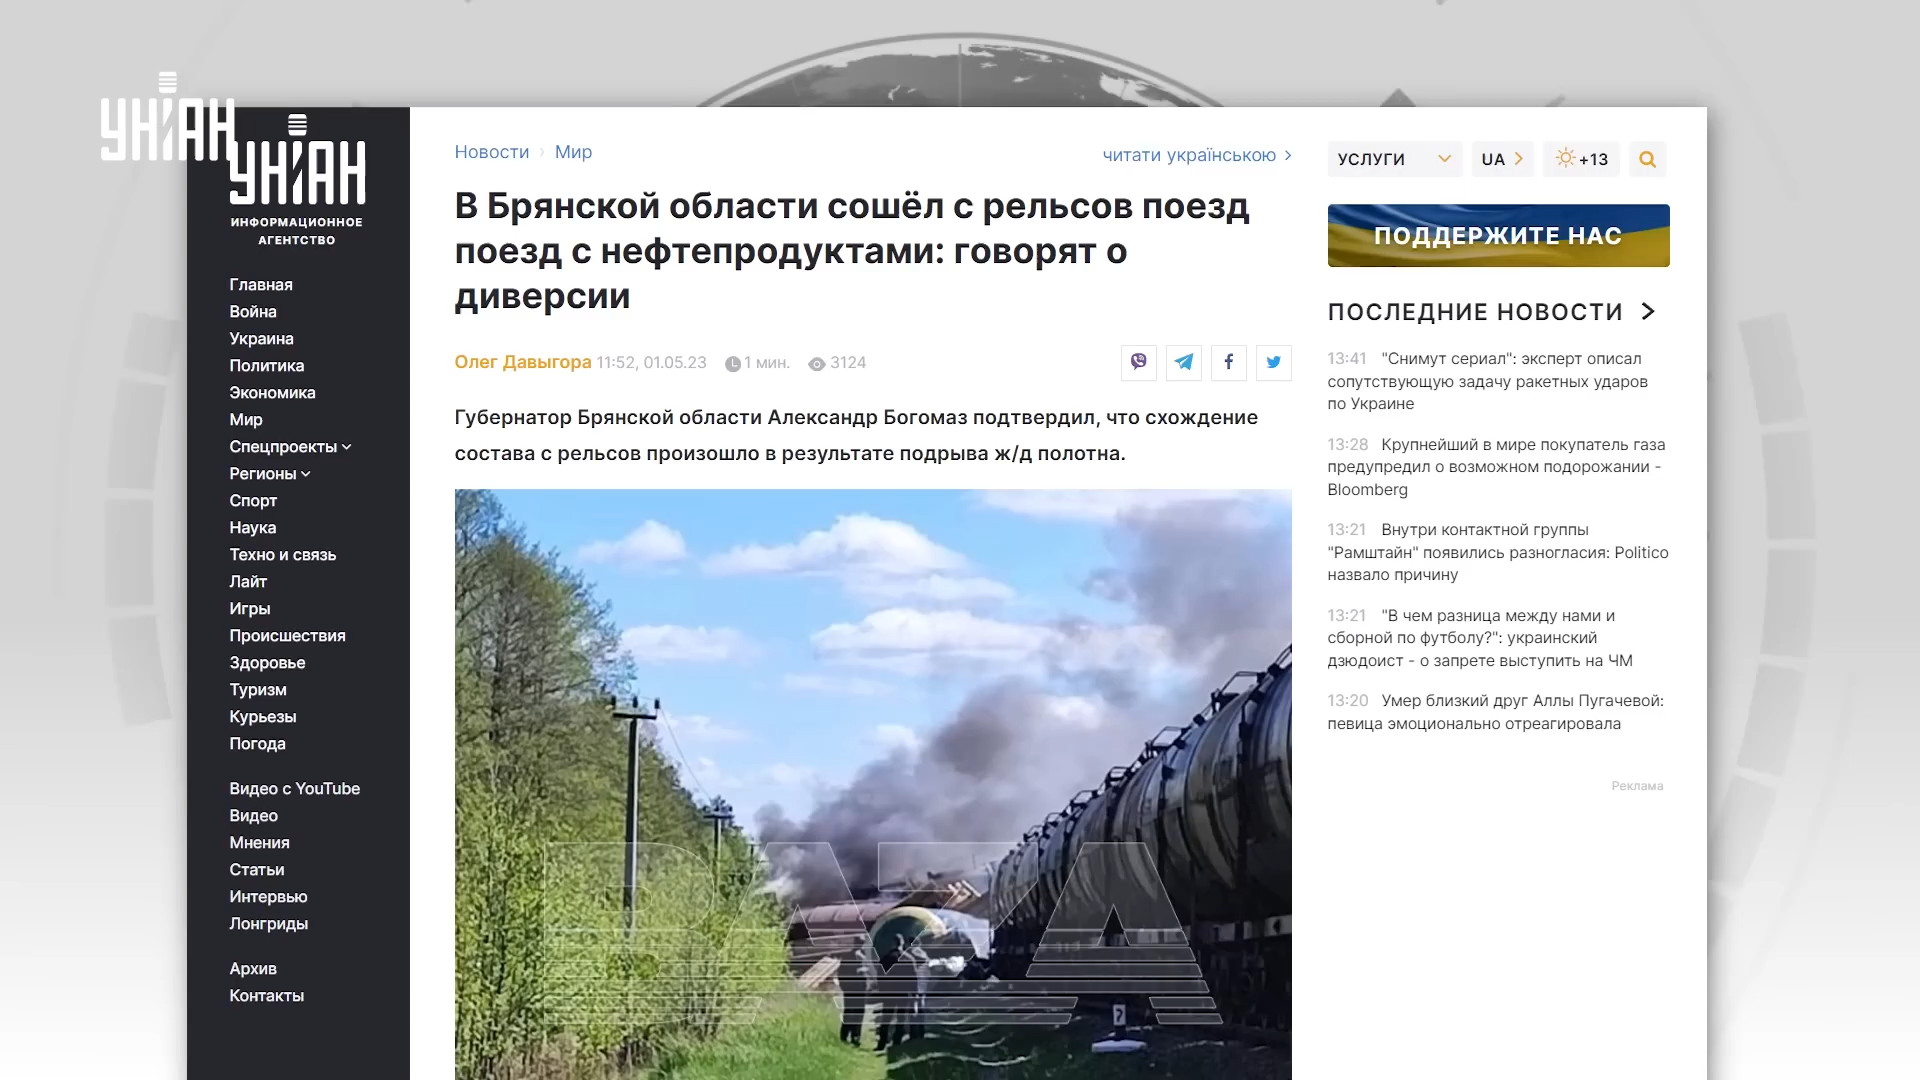 УНІАН
УНІАН
ИНФОРМАЦИОННОЕ
АГЕНТСТВО
Главная
Война
Украина
Политика
Экономика
Мир
Спецпроекты
Регионы
Спорт
Наука
Техно и связь
Лайт
Игры
Происшествия
Здоровье
Туризм
Курьезы
Погода
Видео с YouTube
Видео
Мнения
Статьи
Интервью
Лонгриды
Архив
Контакты
Новости › Мир
читати українською >
В Брянской области сошёл с рельсов поезд
поезд с нефтепродуктами: говорят о
диверсии
Олег Давыгора 11:52, 01.05.23 1 мин. 3124
Губернатор Брянской области Александр Богомаз подтвердил, что схождение
состава с рельсов произошло в результате подрыва ж/д полотна.
BAZA
7
УСЛУГИ UA +13
ПОДДЕРЖИТЕ НАС
ПОСЛЕДНИЕ НОВОСТИ >
13:41 "Снимут сериал": эксперт описал
сопутствующую задачу ракетных ударов
по Украине
13:28 Крупнейший в мире покупатель газа
предупредил о возможном подорожании -
Bloomberg
13:21 Внутри контактной группы
"Рамштайн" появились разногласия: Politico
назвало причину
13:21 "В чем разница между нами и
сборной по футболу?": украинский
дзюдоист - о запрете выступить на ЧМ
13:20 Умер близкий друг Аллы Пугачевой:
певица эмоционально отреагировала
Реклама